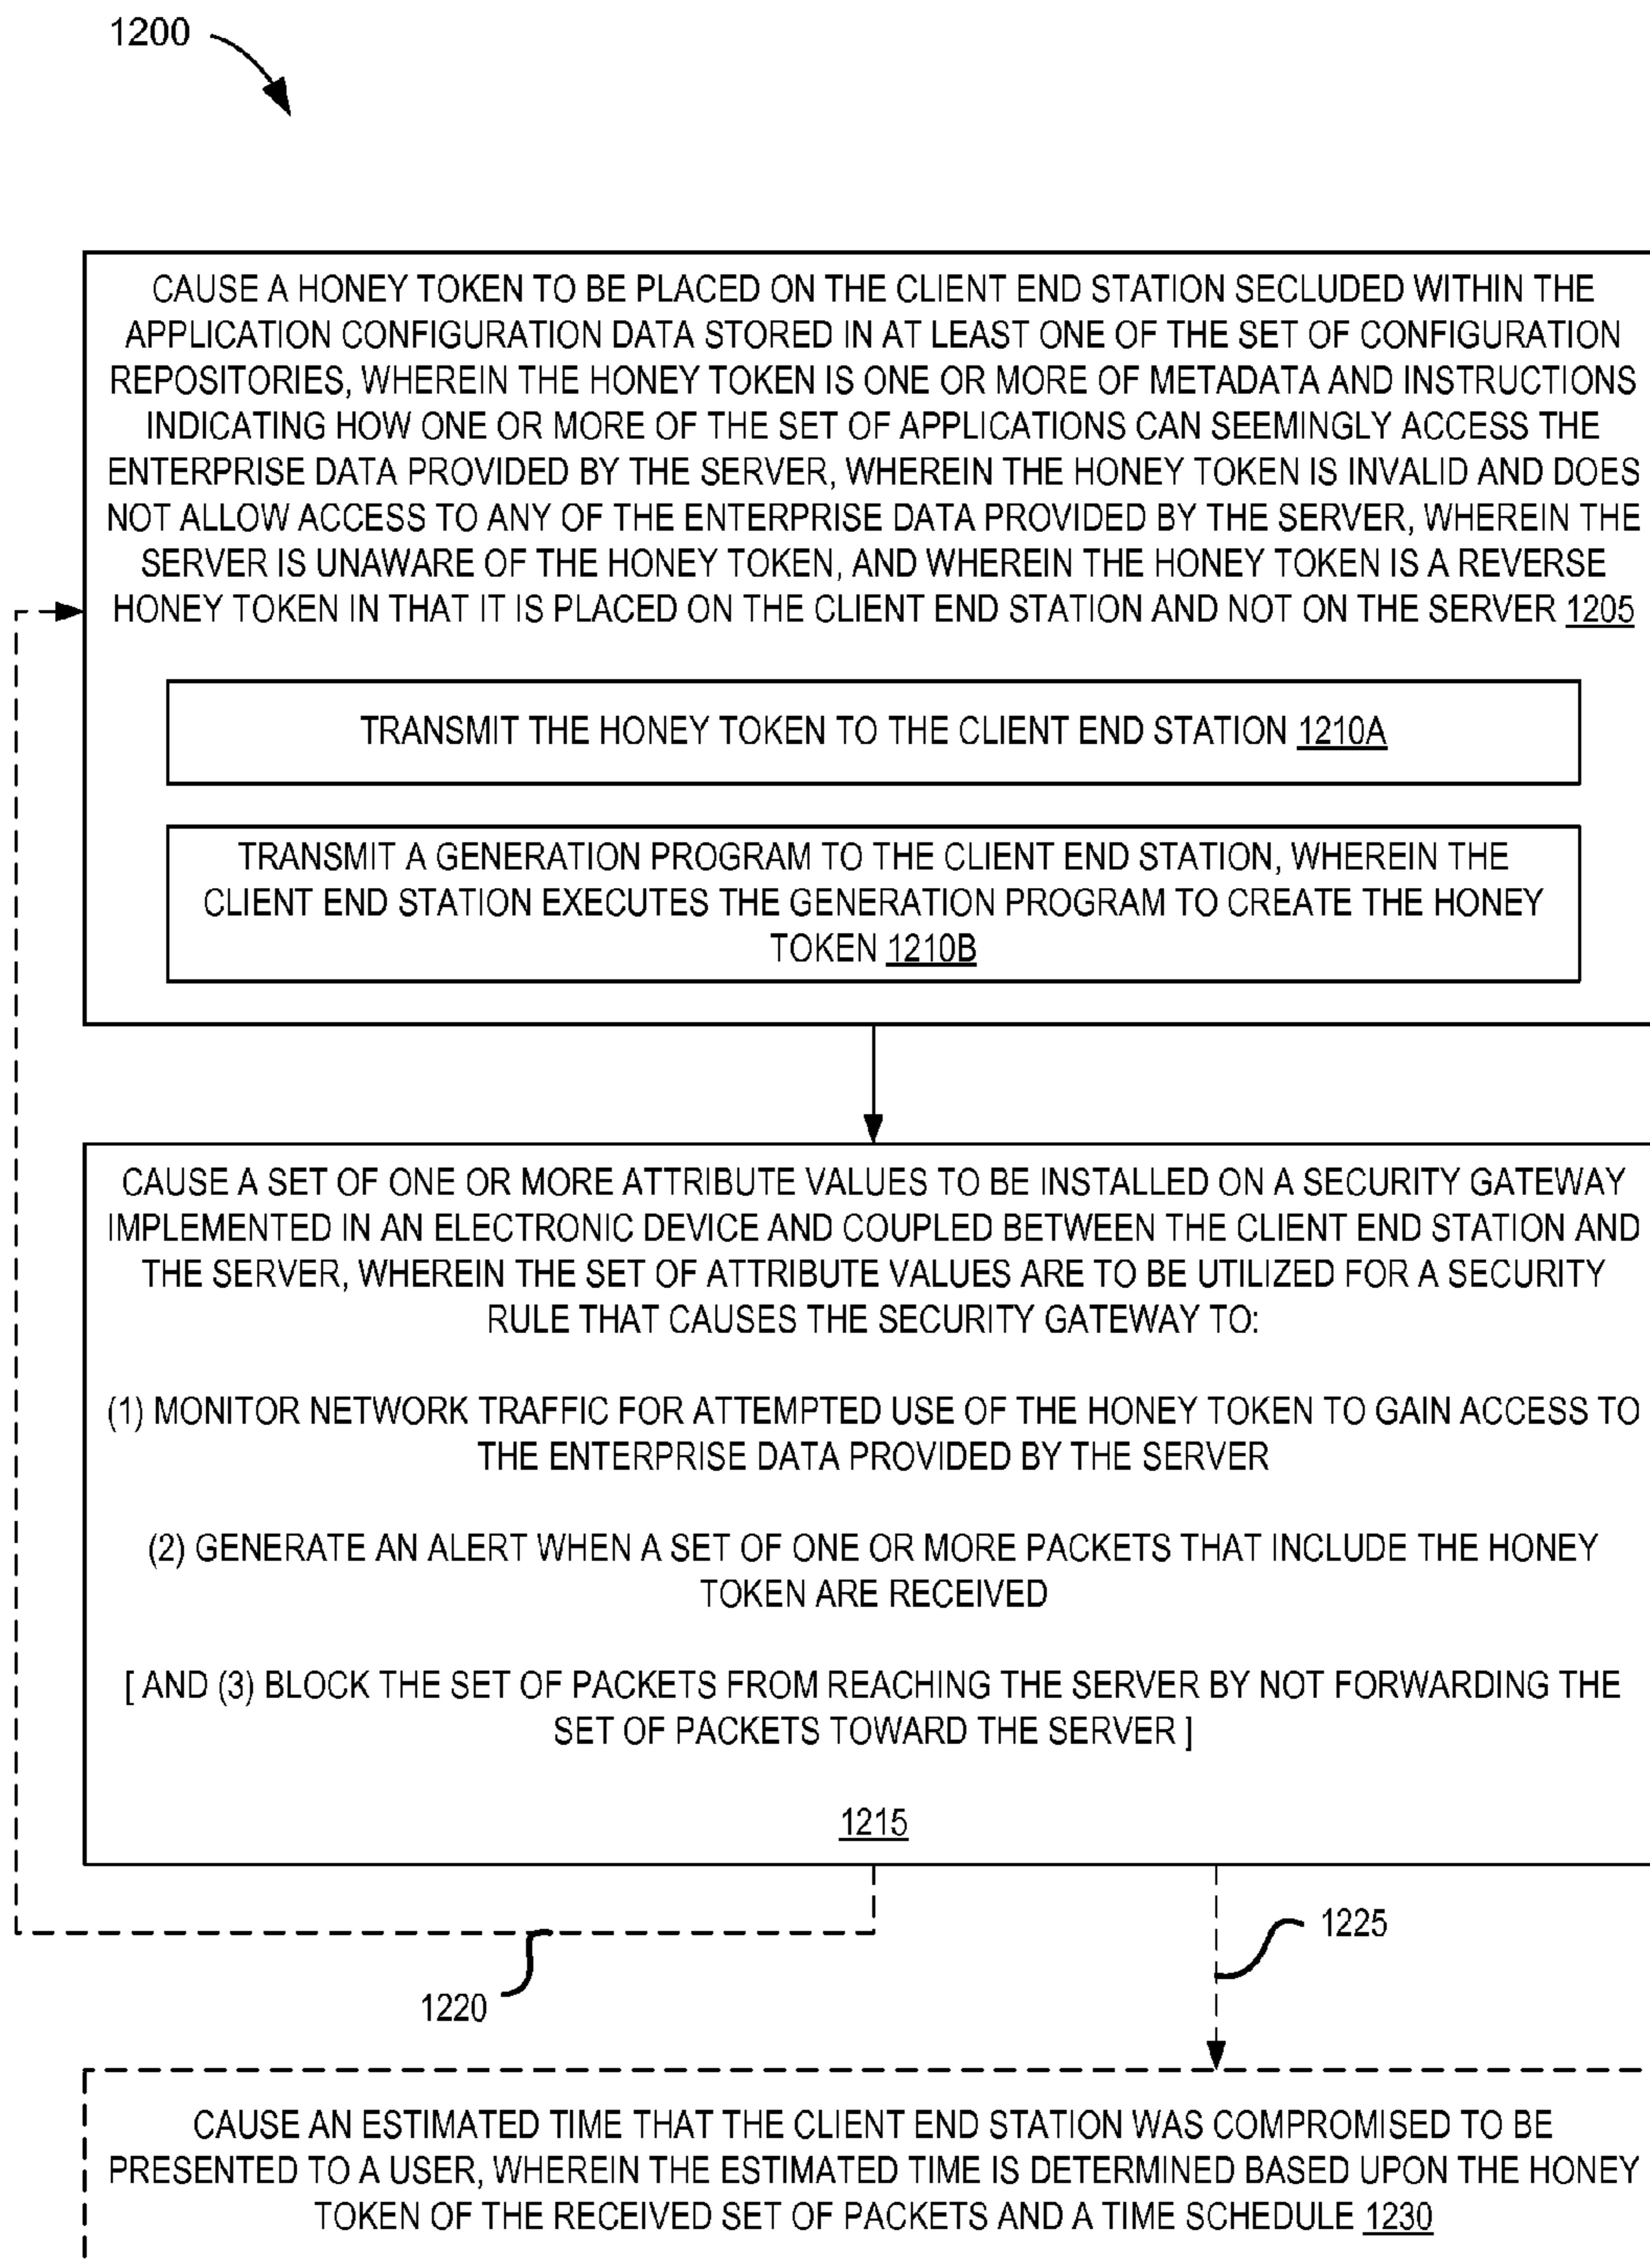 1200
CAUSE A HONEY TOKEN TO BE PLACED ON THE CLIENT END STATION SECLUDED WITHIN THE
APPLICATION CONFIGURATION DATA STORED IN AT LEAST ONE OF THE SET OF CONFIGURATION
REPOSITORIES, WHEREIN THE HONEY TOKEN IS ONE OR MORE OF METADATA AND INSTRUCTIONS
INDICATING HOW ONE OR MORE OF THE SET OF APPLICATIONS CAN SEEMINGLY ACCESS THE
ENTERPRISE DATA PROVIDED BY THE SERVER, WHEREIN THE HONEY TOKEN IS INVALID AND DOES
NOT ALLOW ACCESS TO ANY OF THE ENTERPRISE DATA PROVIDED BY THE SERVER, WHEREIN THE
SERVER IS UNAWARE OF THE HONEY TOKEN, AND WHEREIN THE HONEY TOKEN IS A REVERSE
HONEY TOKEN IN THAT IT IS PLACED ON THE CLIENT END STATION AND NOT ON THE SERVER 1205
TRANSMIT THE HONEY TOKEN TO THE CLIENT END STATION 1210A
TRANSMIT A GENERATION PROGRAM TO THE CLIENT END STATION, WHEREIN THE
CLIENT END STATION EXECUTES THE GENERATION PROGRAM TO CREATE THE HONEY
TOKEN 1210B
CAUSE A SET OF ONE OR MORE ATTRIBUTE VALUES TO BE INSTALLED ON A SECURITY GATEWAY
IMPLEMENTED IN AN ELECTRONIC DEVICE AND COUPLED BETWEEN THE CLIENT END STATION AND
THE SERVER, WHEREIN THE SET OF ATTRIBUTE VALUES ARE TO BE UTILIZED FOR A SECURITY
RULE THAT CAUSES THE SECURITY GATEWAY TO:
(1) MONITOR NETWORK TRAFFIC FOR ATTEMPTED USE OF THE HONEY TOKEN TO GAIN ACCESS TO
THE ENTERPRISE DATA PROVIDED BY THE SERVER
(2) GENERATE AN ALERT WHEN A SET OF ONE OR MORE PACKETS THAT INCLUDE THE HONEY
TOKEN ARE RECEIVED
[ AND (3) BLOCK THE SET OF PACKETS FROM REACHING THE SERVER BY NOT FORWARDING THE
SET OF PACKETS TOWARD THE SERVER ]
1215
1225
1220
CAUSE AN ESTIMATED TIME THAT THE CLIENT END STATION WAS COMPROMISED TO BE
PRESENTED TO A USER, WHEREIN THE ESTIMATED TIME IS DETERMINED BASED UPON THE HONEY
TOKEN OF THE RECEIVED SET OF PACKETS AND A TIME SCHEDULE 1230